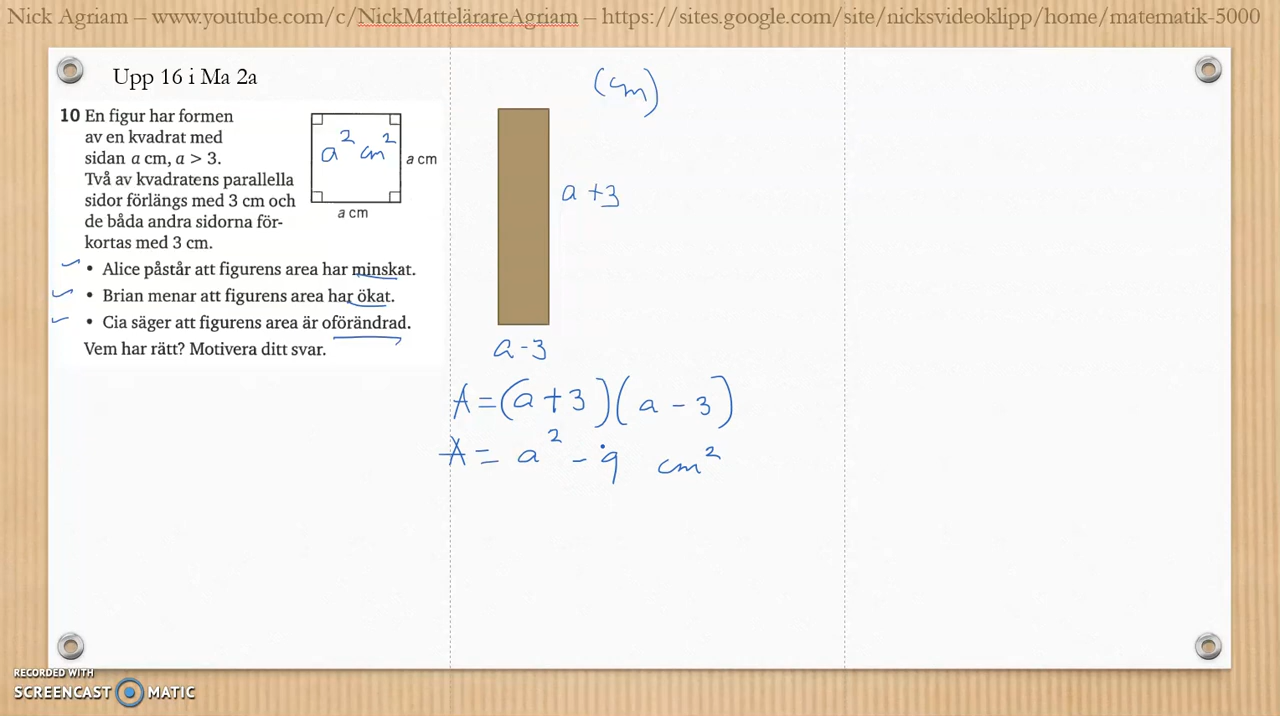 Nick Agriam – www.youtube.com/c/NickMattelärareAgriam – https://sites.google.com/site/nicksvideoklipp/home/matematik-5000
Upp 16 i Ma 2a
10 En figur har formen
av en kvadrat med
sidan a cm, a > 3.
Två av kvadratens parallella
sidor förlängs med 3 cm och
de båda andra sidorna för-
kortas med 3 cm.
• Alice påstår att figurens area har minskat.
• Brian menar att figurens area har ökat.
• Cia säger att figurens area är oförändrad.
Vem har rätt? Motivera ditt svar.
a² cm²
a cm
a cm
(cm)
a +3
a -3
A = (a+3)(a-3)
A = a² - 9 cm²
RECORDED WITH
SCREENCAST MATIC